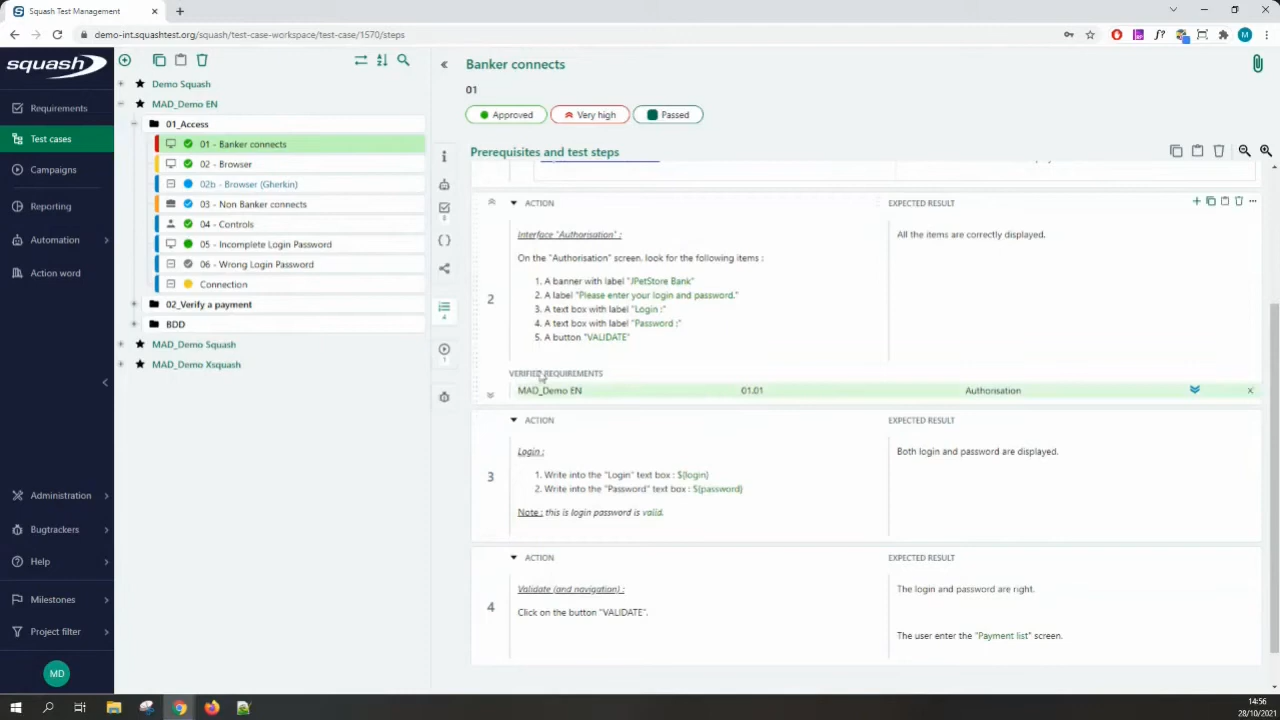 Squash Test Management
demo-int.squashtest.org/squash/test-case-workspace/test-case/1570/steps
f?
M
squash
Requirements
Test cases
Campaigns
Reporting
Automation
Action word
Administration
Bugtrackers
Help
Milestones
Project filter
MD
Demo Squash
MAD_Demo EN
01_Access
01 - Banker connects
02 - Browser
02b - Browser (Gherkin)
03 - Non Banker connects
04 - Controls
05 - Incomplete Login Password
06 - Wrong Login Password
Connection
02_Verify a payment
BDD
MAD_Demo Squash
MAD_Demo Xsquash
Banker connects
01
Approved
Very high
Passed
Prerequisites and test steps
ACTION
EXPECTED RESULT
2
Interface "Authorisation" :
All the items are correctly displayed.
On the "Authorisation" screen, look for the following items :
1. A banner with label "JPetStore Bank"
2. A label "Please enter your login and password."
3. A text box with label "Login :"
4. A text box with label "Password :"
5. A button "VALIDATE"
VERIFIED REQUIREMENTS
MAD_Demo EN 01.01 Authorisation
ACTION
EXPECTED RESULT
3
Login :
Both login and password are displayed.
1. Write into the "Login" text box : ${login}
2. Write into the "Password" text box : ${password}
Note : this is login password is valid.
ACTION
EXPECTED RESULT
4
Validate (and navigation) :
The login and password are right.
Click on the button "VALIDATE".
The user enter the "Payment list" screen.
4
1
14:56
28/10/2021